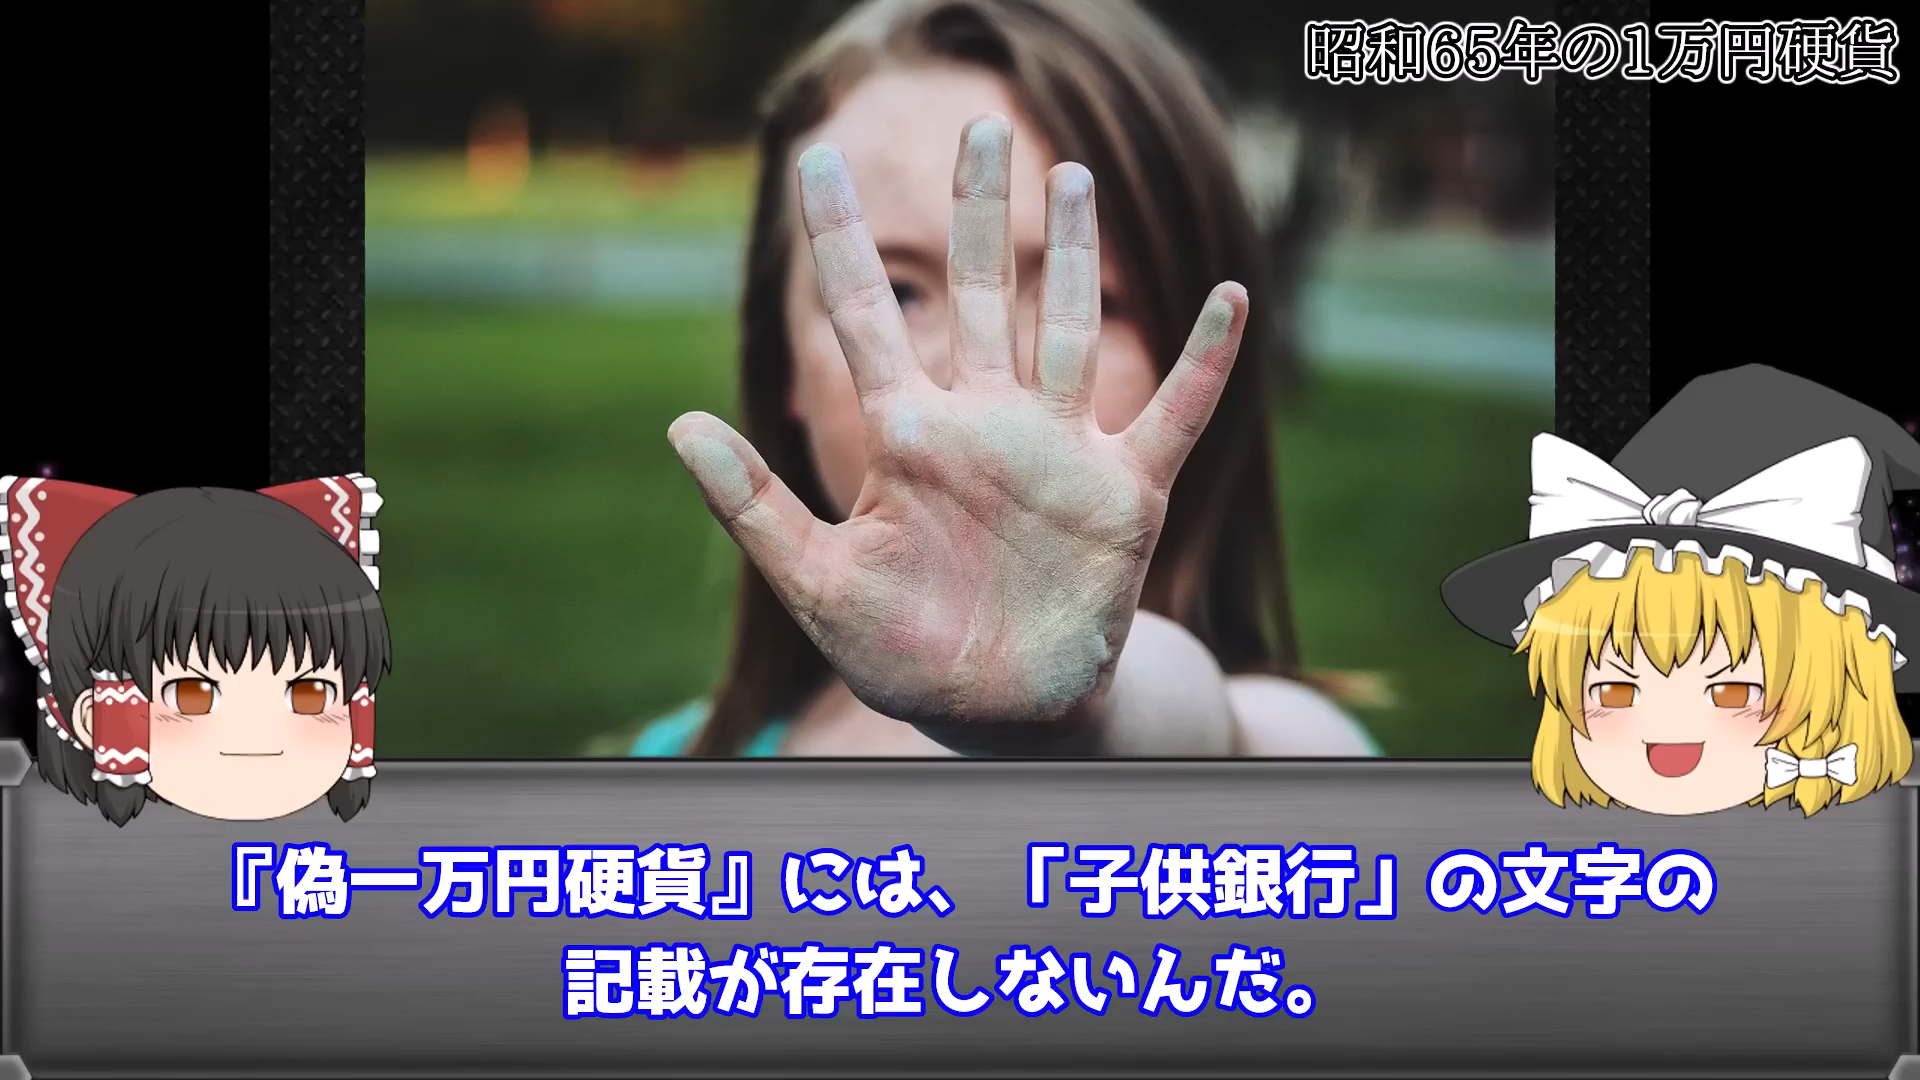 昭和65年の1万円硬貨
『偽一万円硬貨』には、「子供銀行」の文字の
記載が存在しないんだ。